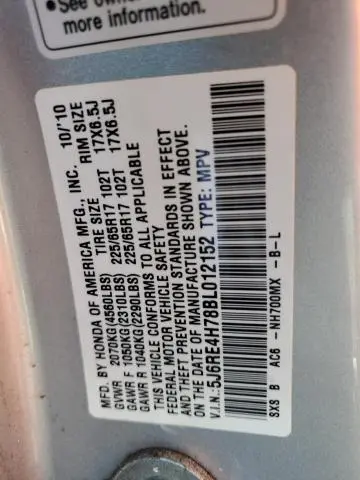 •See owner
more information.
MFD. BY HONDA OF AMERICA MFG., INC. 10/'10
TIRE SIZE RIM SIZE
GVWR 2070KG(4560LBS) 225/65R17 102T 17X6.5J
GAWR F 1050KG(2310LBS) 225/65R17 102T 17X6.5J
GAWR R 1040KG(2290LBS)
THIS VEHICLE CONFORMS TO ALL APPLICABLE
FEDERAL MOTOR VEHICLE SAFETY
AND THEFT PREVENTION STANDARDS IN EFFECT
ON THE DATE OF MANUFACTURE SHOWN ABOVE.
V.I.N.:5J6RE4H78BL012152 TYPE: MPV
SXS B AC6 -NH700MX -B-L